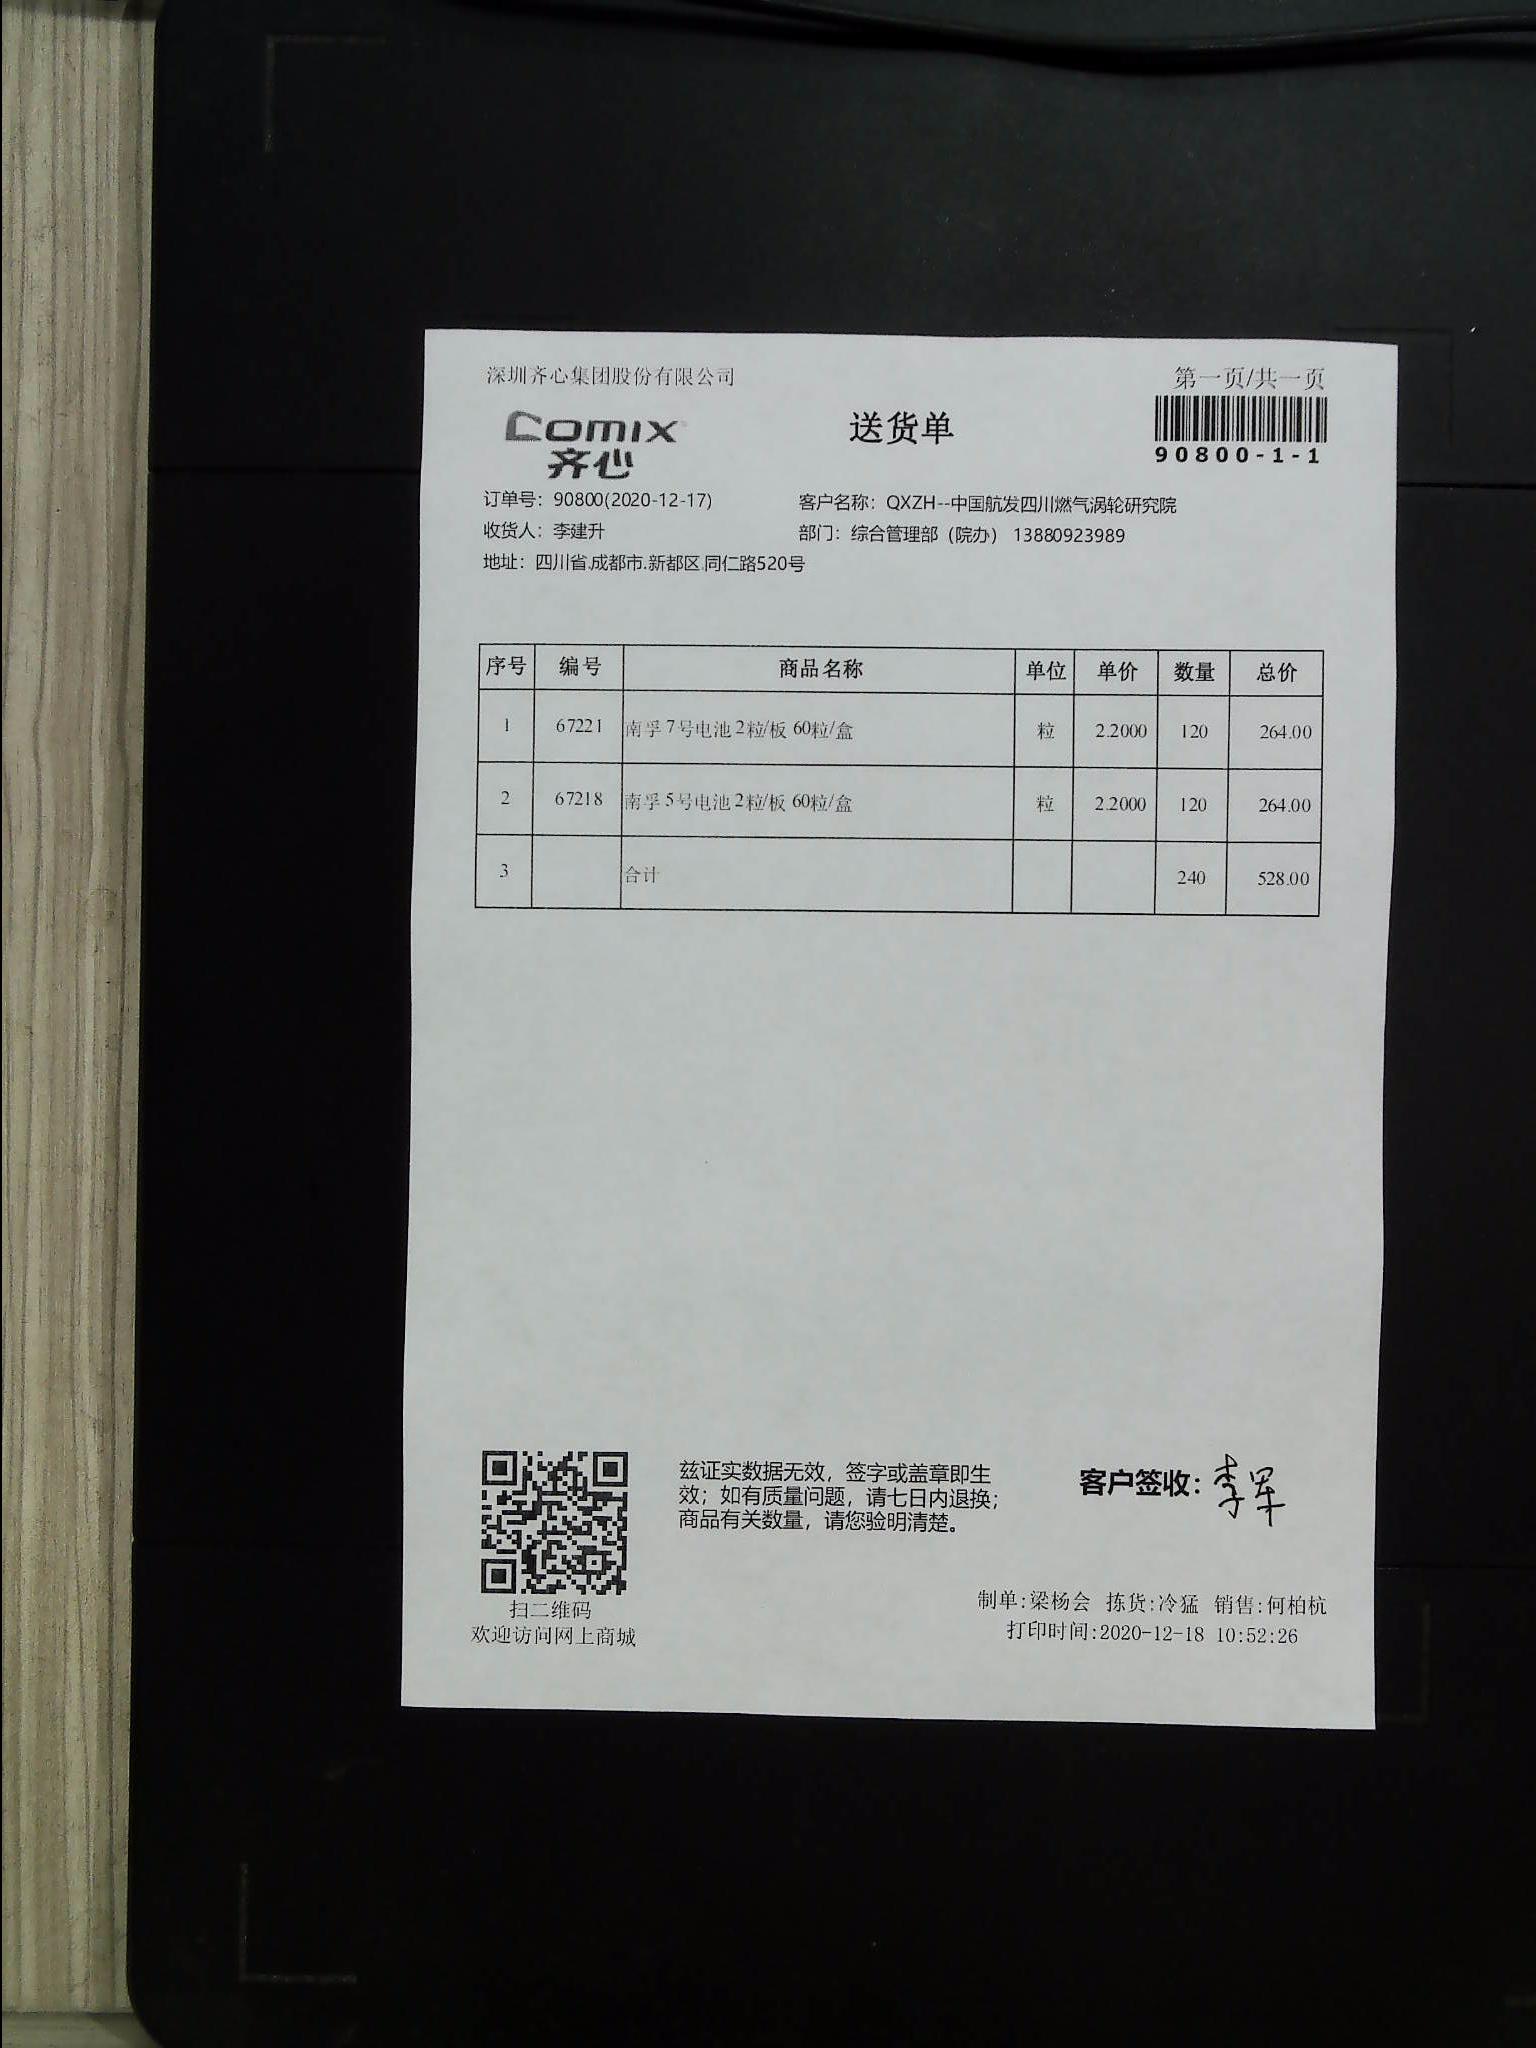 深圳齐心集团股份有限公司
第一页/共一页
COMIX
齐心
送货单
90800-1-1
订单号：90800(2020-12-17)
客户名称：QXZH--中国航发四川燃气涡轮研究院
收货人：李建升
部门：综合管理部（院办） 13880923989
地址：四川省.成都市.新都区.同仁路520号
序号 编号 商品名称 单位 单价 数量 总价
1 67221 南孚 7号电池 2粒/板 60粒/盒 粒 2.2000 120 264.00
2 67218 南孚 5号电池 2粒/板 60粒/盒 粒 2.2000 120 264.00
3 合计 240 528.00
兹证实数据无效，签字或盖章即生
效；如有质量问题，请七日内退换；
商品有关数量，请您验明清楚。
客户签收：李军
扫二维码
欢迎访问网上商城
制单:梁杨会 拣货:冷猛 销售:何柏杭
打印时间:2020-12-18 10:52:26